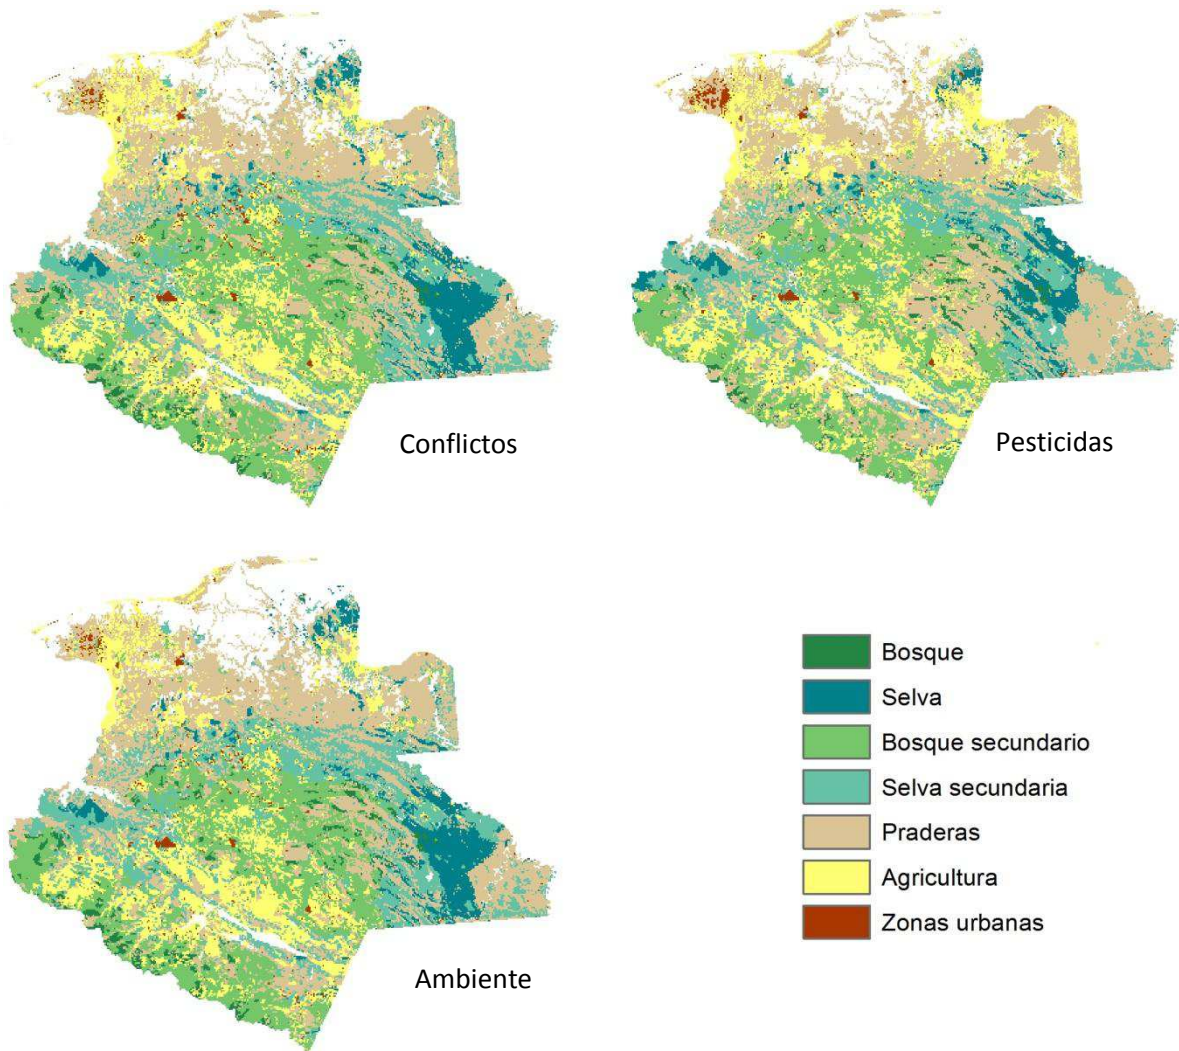 Conflictos
Pesticidas
Ambiente
Bosque
Selva
Bosque secundario
Selva secundaria
Praderas
Agricultura
Zonas urbanas